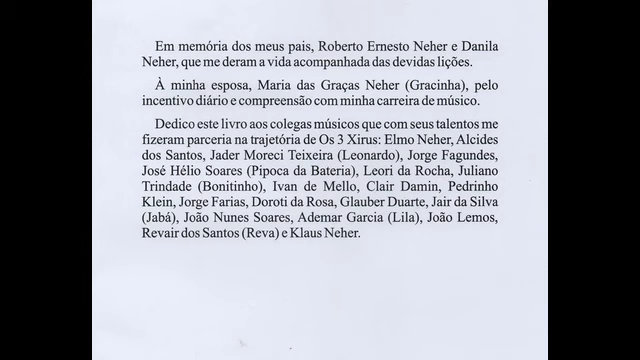 Em memória dos meus pais, Roberto Ernesto Neher e Danila
Neher, que me deram a vida acompanhada das devidas lições.
À minha esposa, Maria das Graças Neher (Gracinha), pelo
incentivo diário e compreensão com minha carreira de músico.
Dedico este livro aos colegas músicos que com seus talentos me
fizeram parceria na trajetória de Os 3 Xirus: Elmo Neher, Alcides
dos Santos, Jader Moreci Teixeira (Leonardo), Jorge Fagundes,
José Hélio Soares (Pipoca da Bateria), Leori da Rocha, Juliano
Trindade (Bonitinho), Ivan de Mello, Clair Damin, Pedrinho
Klein, Jorge Farias, Doroti da Rosa, Glauber Duarte, Jair da Silva
(Jabá), João Nunes Soares, Ademar Garcia (Lila), João Lemos,
Revair dos Santos (Reva) e Klaus Neher.